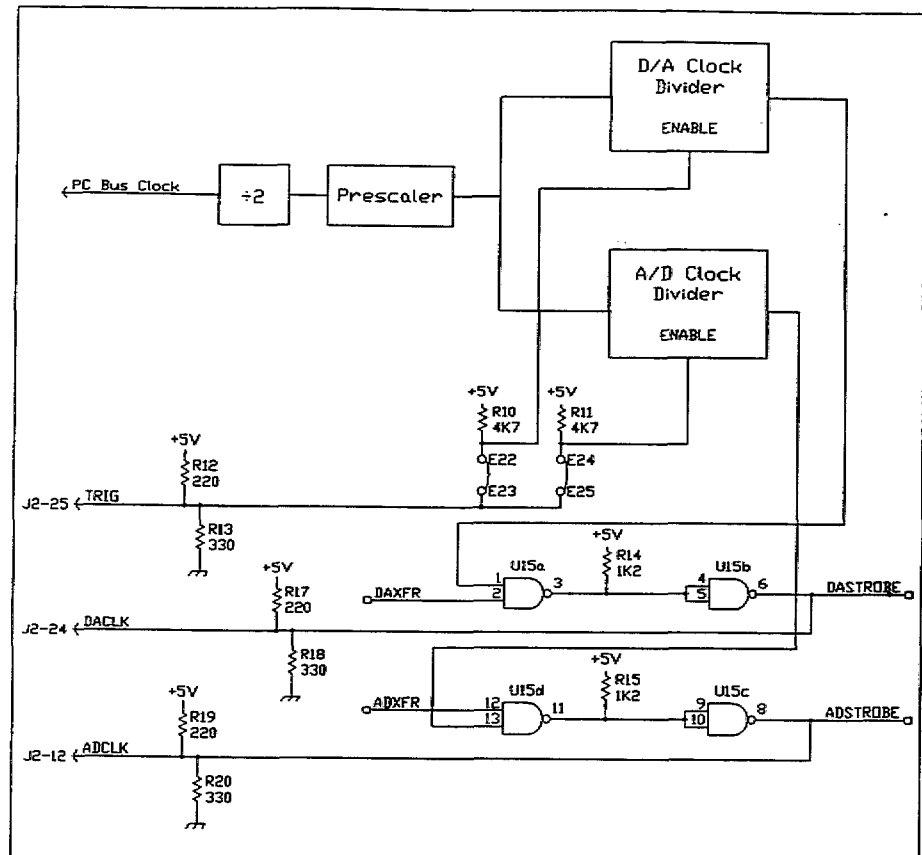 D/A Clock
Divider
ENABLE
PC Bus Clock
÷2
Prescaler
A/D Clock
Divider
ENABLE
+5V
R10
4K7
+5V
R11
4K7
E22
E24
E23
E25
+5V
R12
220
J2-25
TRIG
R13
330
+5V
R17
220
DAXFR
U15a
1
2
3
+5V
R14
1K2
U15b
4
5
6
DASTROBE
J2-24
DACLK
R18
330
+5V
R19
220
ADXFR
U15d
12
13
11
+5V
R15
1K2
U15c
9
10
8
ADSTROBE
J2-12
ADCLK
R20
330